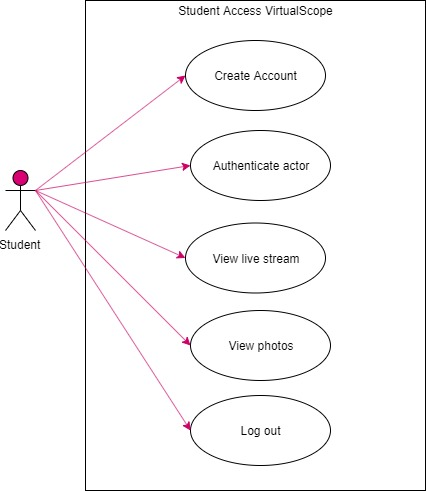 Student Access VirtualScope
Create Account
Authenticate actor
Student
View live stream
View photos
Log out